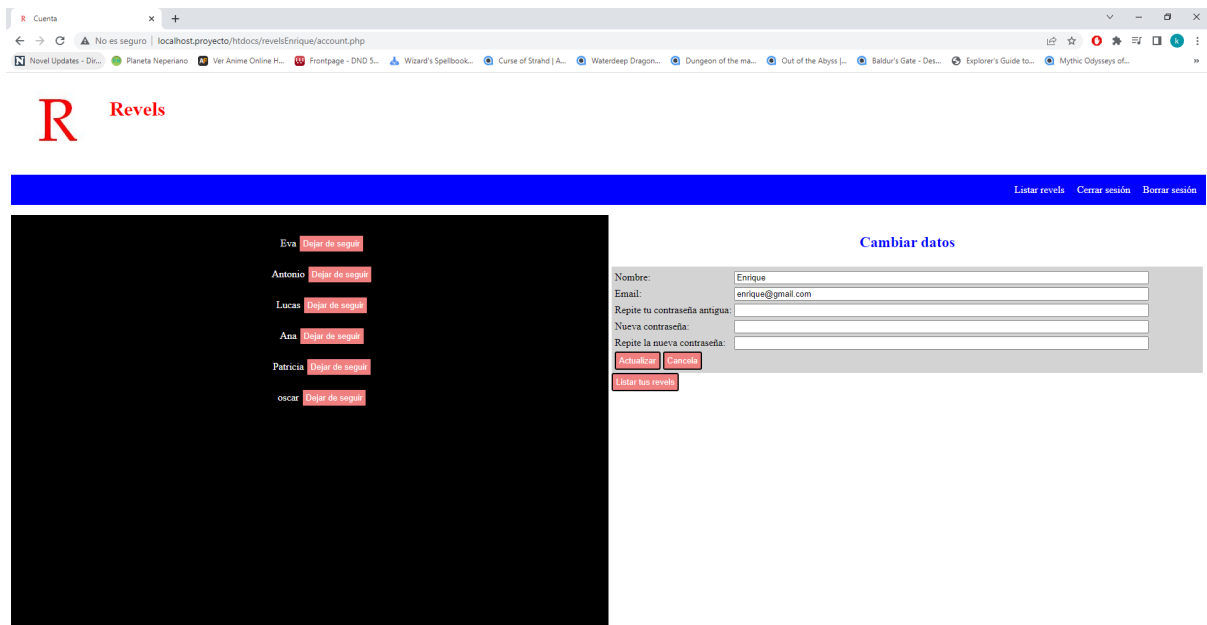 R Cuenta
No es seguro | localhost.proyecto/htdocs/revelsEnrique/account.php
Novel Updates - Dir... Planeta Neperiano Ver Anime Online H... Frontpage - DND 5... Wizard's Spellbook... Curse of Strahd | A... Waterdeep Dragon... Dungeon of the ma... Out of the Abyss |... Baldur's Gate - Des... Explorer's Guide to... Mythic Odysseys of... »
R Revels
Listar revels Cerrar sesión Borrar sesión
Eva Dejar de seguir
Antonio Dejar de seguir
Lucas Dejar de seguir
Ana Dejar de seguir
Patricia Dejar de seguir
oscar Dejar de seguir
Cambiar datos
Nombre: Enrique
Email: enrique@gmail.com
Repite tu contraseña antigua:
Nueva contraseña:
Repite la nueva contraseña:
Actualizar Cancela
Listar tus revels